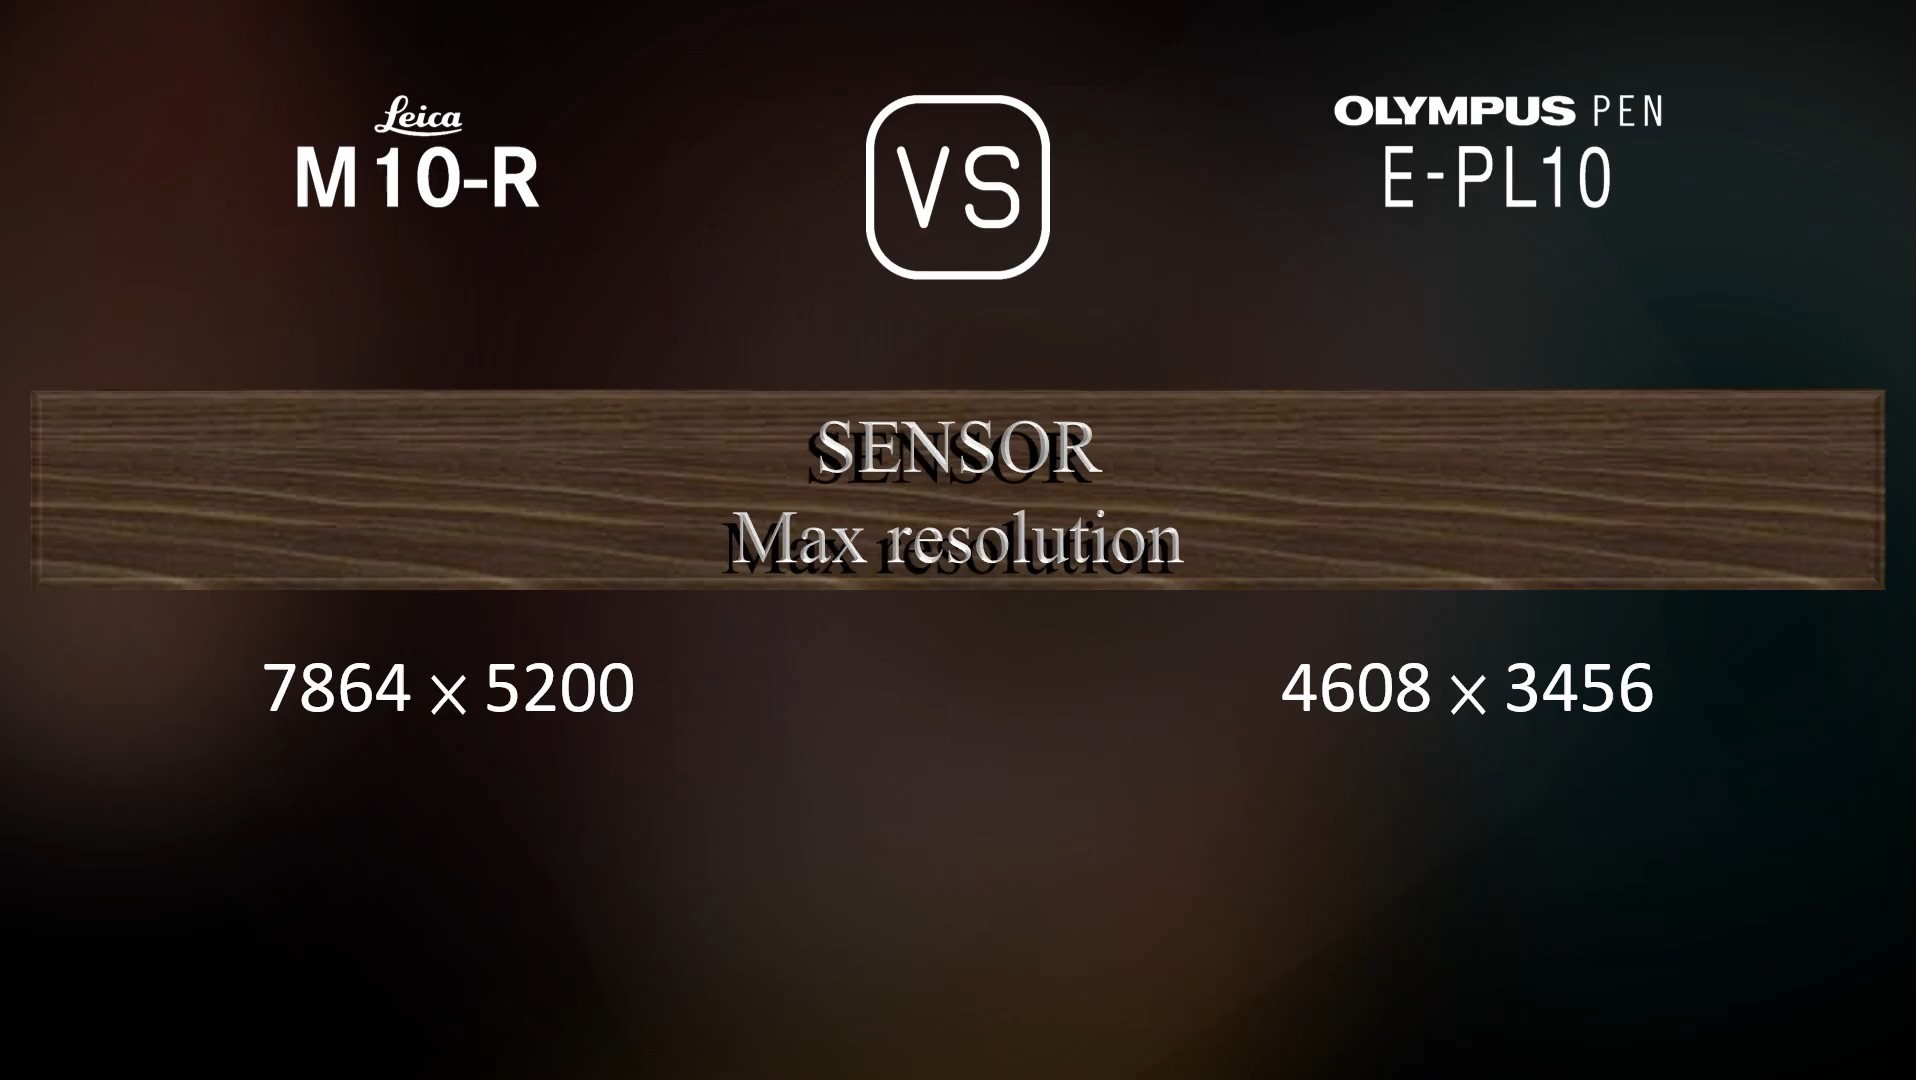 Leica
M10-R
VS
OLYMPUS PEN
E-PL10
SENSOR
Max resolution
7864 x 5200
4608 x 3456